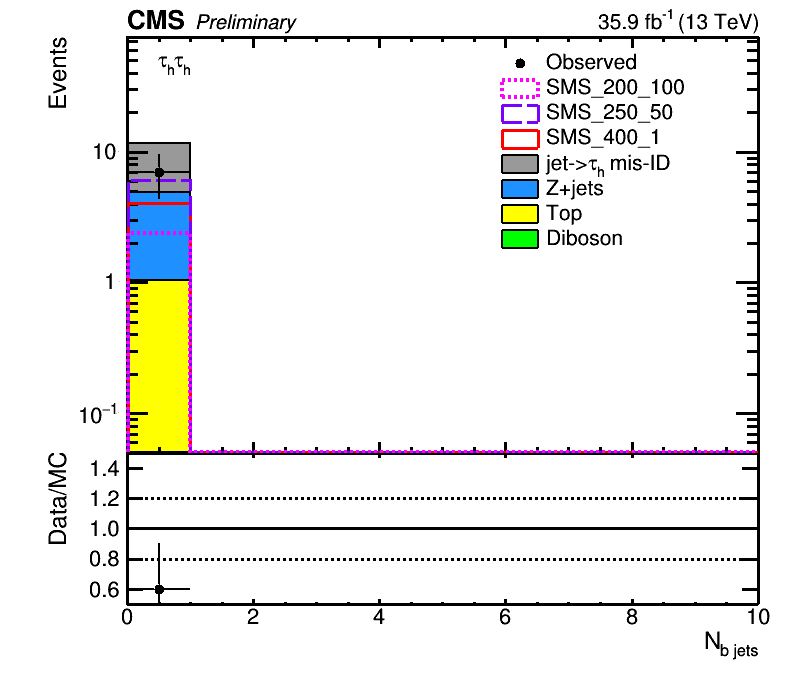 CMS Preliminary 35.9 fb⁻¹ (13 TeV)
Events
τₕτₕ
Observed
SMS_200_100
SMS_250_50
SMS_400_1
jet->τₕ mis-ID
Z+jets
Top
Diboson
10
1
10⁻¹
Data/MC
1.4
1.2
1.0
0.8
0.6
0 2 4 6 8 10
N_b jets